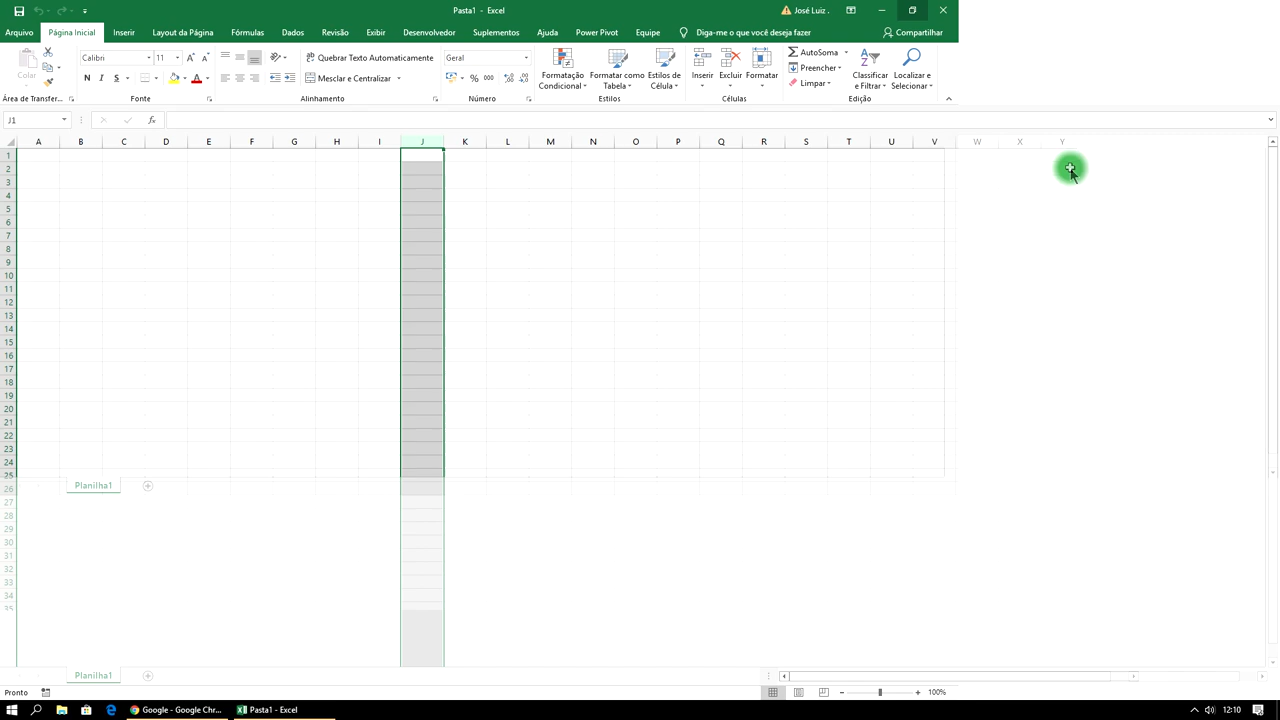 Pasta1 - Excel
José Luiz .
Arquivo Página Inicial Inserir Layout da Página Fórmulas Dados Revisão Exibir Desenvolvedor Suplementos Ajuda Power Pivot Equipe Diga-me o que você deseja fazer Compartilhar
Colar
Calibri 11
N I S
A A
Quebrar Texto Automaticamente
Mesclar e Centralizar
Geral
% 000
Formatação Condicional
Formatar como Tabela
Estilos de Célula
Inserir Excluir Formatar
AutoSoma
Preencher
Limpar
Classificar e Filtrar
Localizar e Selecionar
Área de Transfer... Fonte Alinhamento Número Estilos Células Edição
J1 fx
A B C D E F G H I J K L M N O P Q R S T U V W X Y
1
2
3
4
5
6
7
8
9
10
11
12
13
14
15
16
17
18
19
20
21
22
23
24
25
Planilha1
26
27
28
29
30
31
32
33
34
35
Planilha1
Pronto 100%
Google - Google Chr... Pasta1 - Excel 12:10